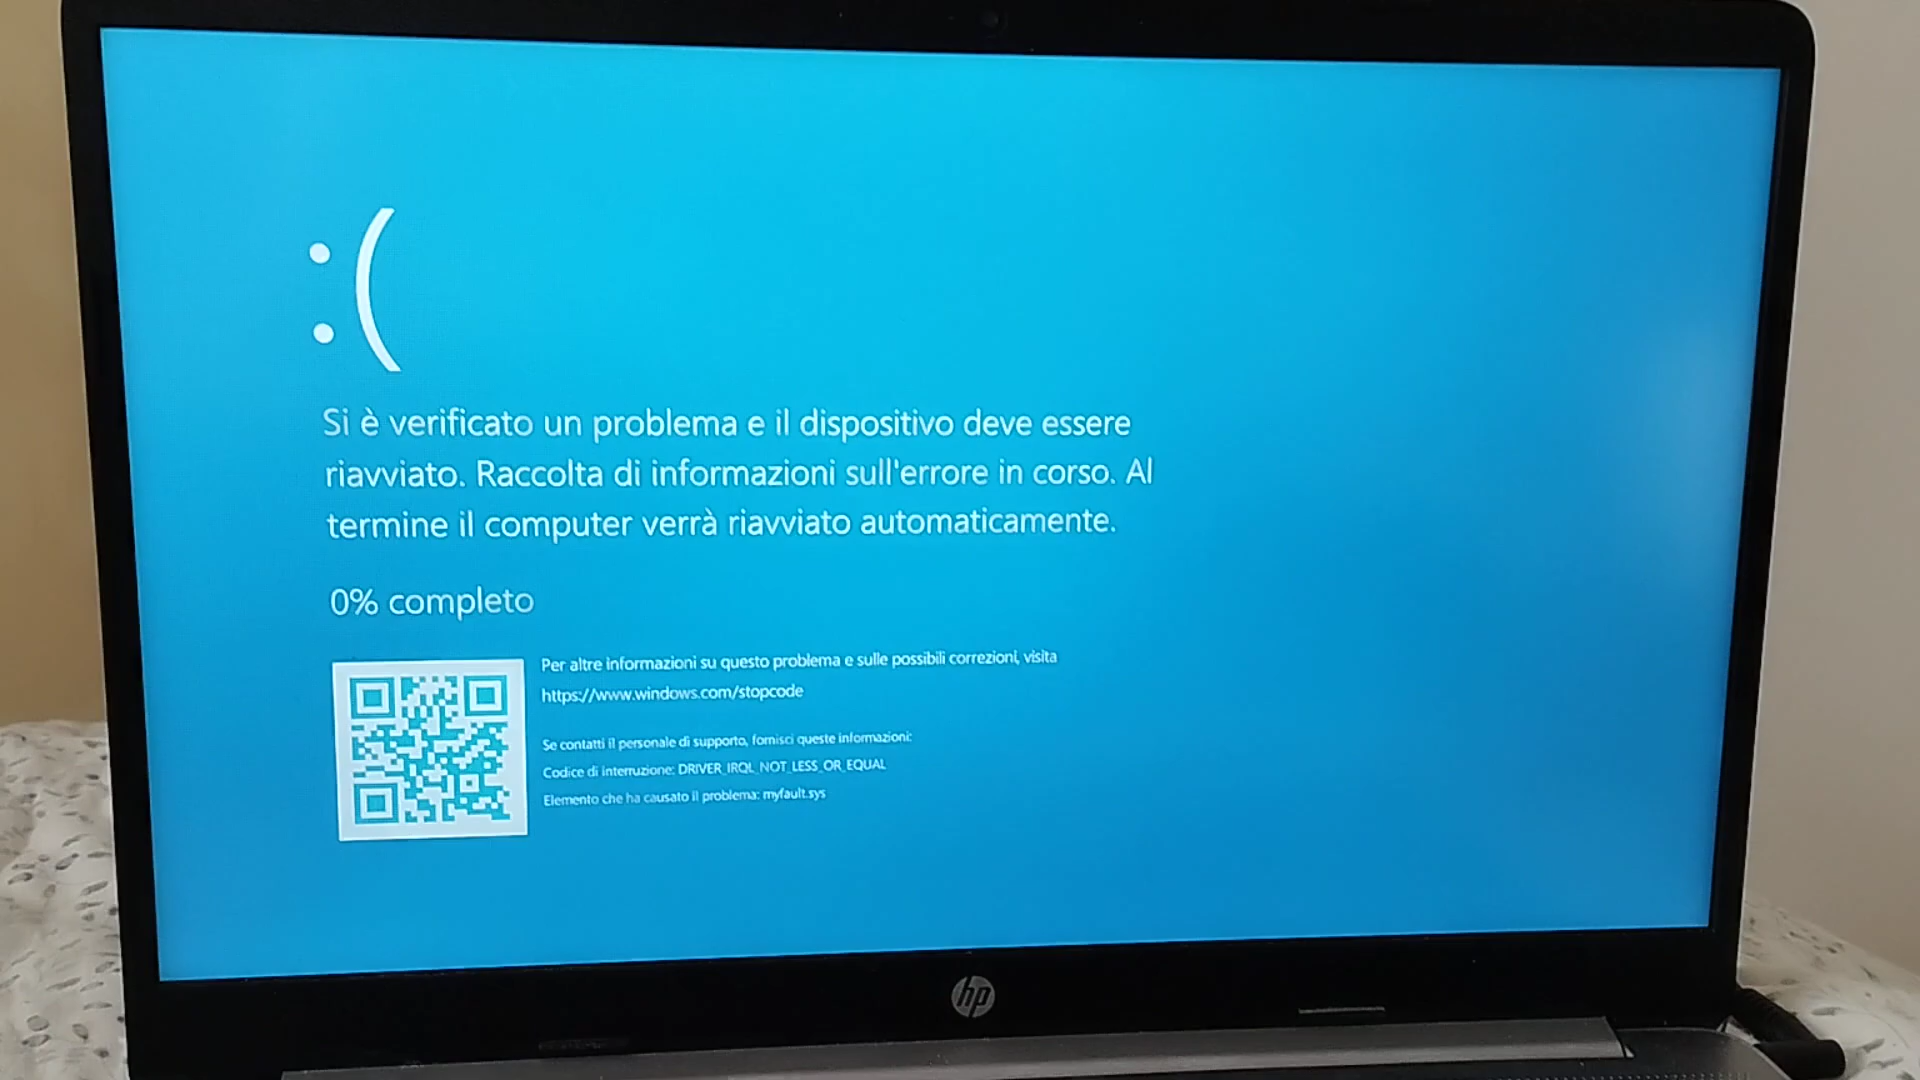 :(
Si è verificato un problema e il dispositivo deve essere
riavviato. Raccolta di informazioni sull'errore in corso. Al
termine il computer verrà riavviato automaticamente.
0% completo
Per altre informazioni su questo problema e sulle possibili correzioni, visita
https://www.windows.com/stopcode
Se contatti il personale di supporto, fornisci queste informazioni:
Codice di interruzione: DRIVER_IRQL_NOT_LESS_OR_EQUAL
Elemento che ha causato il problema: myfault.sys
hp